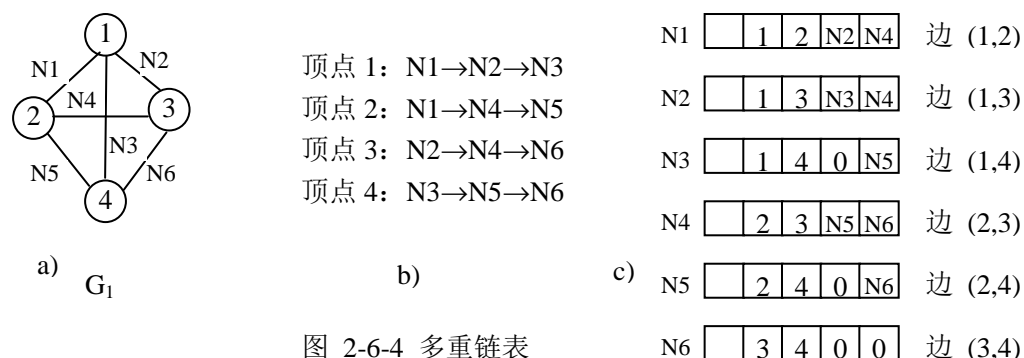 1
N1
N2
2
N4
3
N3
N5
N6
4
a)
G1
顶点 1：N1→N2→N3
顶点 2：N1→N4→N5
顶点 3：N2→N4→N6
顶点 4：N3→N5→N6
b)
c)
N1 1 2 N2 N4 边 (1,2)
N2 1 3 N3 N4 边 (1,3)
N3 1 4 0 N5 边 (1,4)
N4 2 3 N5 N6 边 (2,3)
N5 2 4 0 N6 边 (2,4)
N6 3 4 0 0 边 (3,4)
图 2-6-4 多重链表